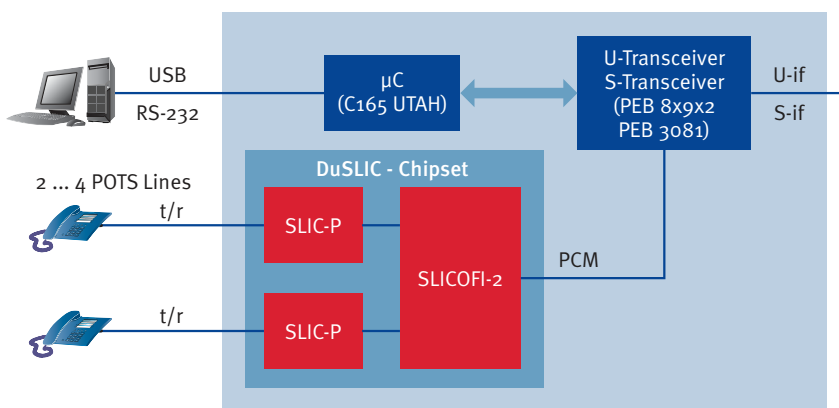 USB
RS-232
µC
(C165 UTAH)
U-Transceiver
S-Transceiver
(PEB 8x9x2
PEB 3081)
U-if
S-if
DuSLIC - Chipset
2 ... 4 POTS Lines
t/r
SLIC-P
SLICOFI-2
PCM
t/r
SLIC-P